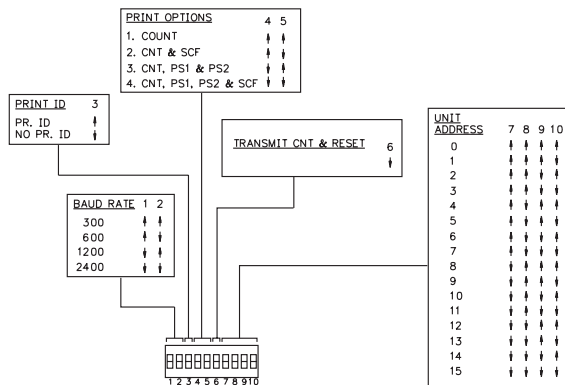 PRINT OPTIONS 4 5
1. COUNT
2. CNT & SCF
3. CNT, PS1 & PS2
4. CNT, PS1, PS2 & SCF
PRINT ID 3
PR. ID
NO PR. ID
TRANSMIT CNT & RESET 6
BAUD RATE 1 2
300
600
1200
2400
UNIT
ADDRESS 7 8 9 10
0
1
2
3
4
5
6
7
8
9
10
11
12
13
14
15
1 2 3 4 5 6 7 8 9 10